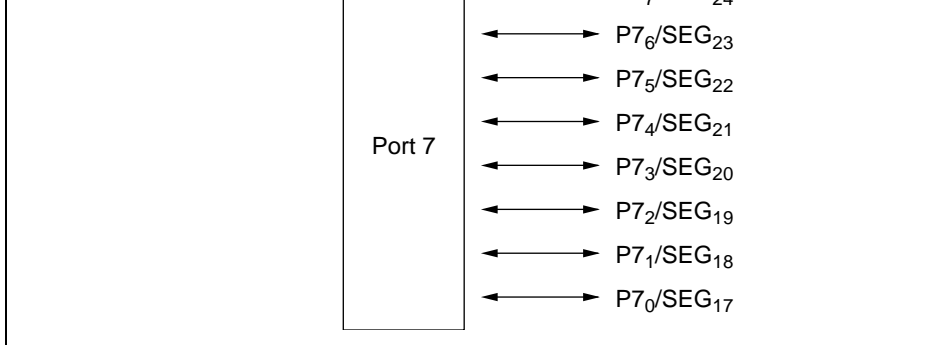 P7₆/SEG₂₃
P7₅/SEG₂₂
P7₄/SEG₂₁
Port 7
P7₃/SEG₂₀
P7₂/SEG₁₉
P7₁/SEG₁₈
P7₀/SEG₁₇